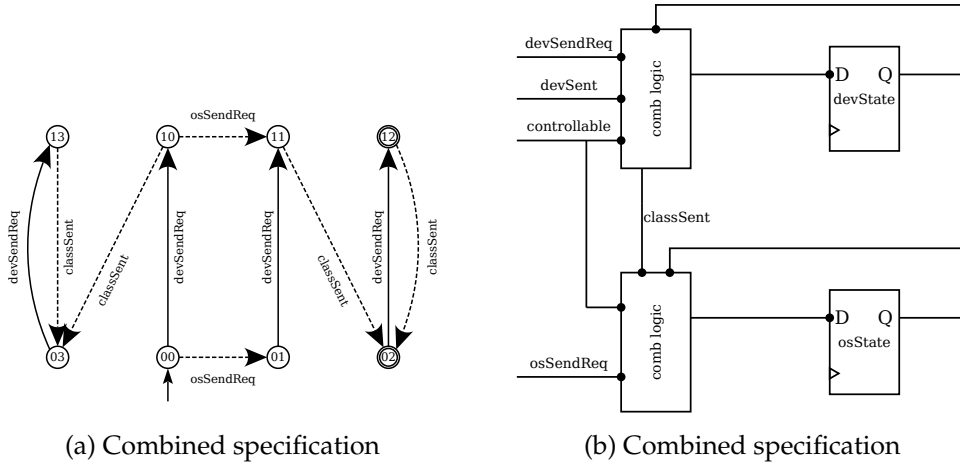 osSendReq
13
10
11
12
devSendReq
classSent
classSent
devSendReq
devSendReq
classSent
devSendReq
classSent
03
00
01
02
osSendReq
(a) Combined specification
devSendReq
devSent
controllable
comb logic
D Q
devState
classSent
osSendReq
comb logic
D Q
osState
(b) Combined specification